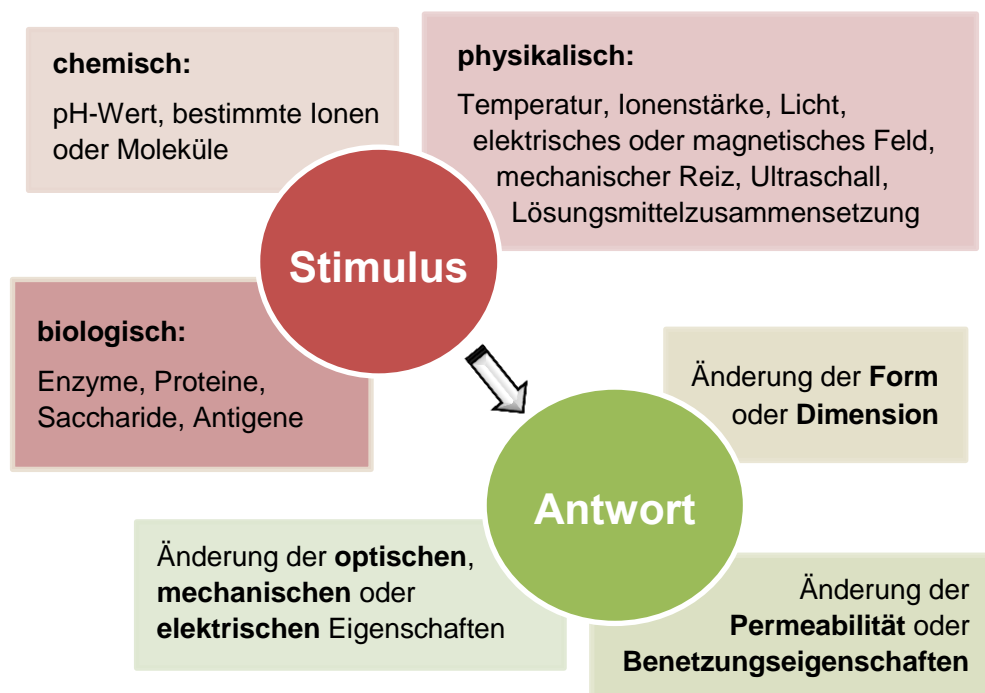 chemisch:
pH-Wert, bestimmte Ionen
oder Moleküle
physikalisch:
Temperatur, Ionenstärke, Licht,
elektrisches oder magnetisches Feld,
mechanischer Reiz, Ultraschall,
Lösungsmittelzusammensetzung
Stimulus
biologisch:
Enzyme, Proteine,
Saccharide, Antigene
Änderung der Form
oder Dimension
Antwort
Änderung der optischen,
mechanischen oder
elektrischen Eigenschaften
Änderung der
Permeabilität oder
Benetzungseigenschaften